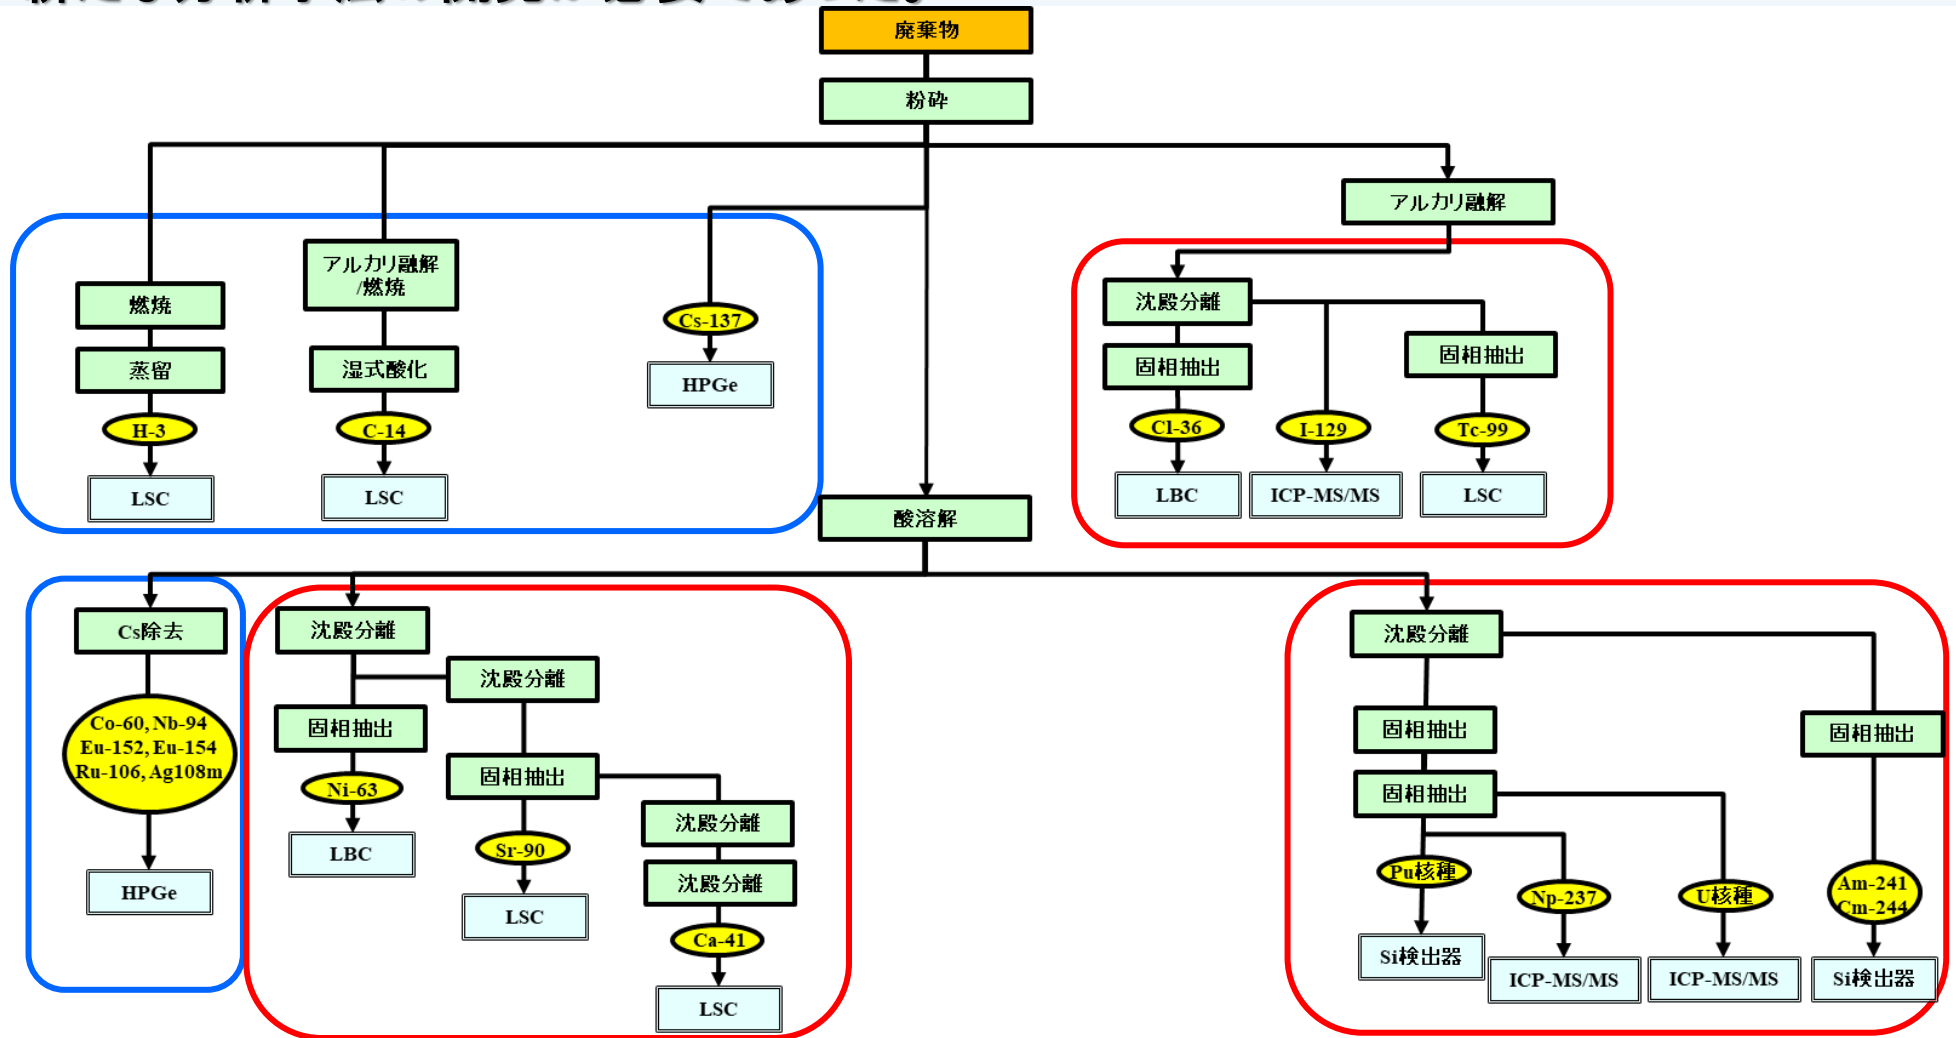 廃棄物
粉砕
アルカリ融解
アルカリ融解
/燃焼
燃焼
蒸留
湿式酸化
H-3
C-14
Cs-137
LSC
LSC
HPGe
沈殿分離
固相抽出
固相抽出
Cl-36
I-129
Tc-99
LBC
ICP-MS/MS
LSC
酸溶解
Cs除去
Co-60, Nb-94
Eu-152, Eu-154
Ru-106, Ag108m
HPGe
沈殿分離
沈殿分離
固相抽出
固相抽出
Ni-63
LBC
Sr-90
LSC
沈殿分離
沈殿分離
Ca-41
LSC
沈殿分離
固相抽出
固相抽出
固相抽出
Pu核種
Np-237
U核種
Am-241
Cm-244
Si検出器
ICP-MS/MS
ICP-MS/MS
Si検出器